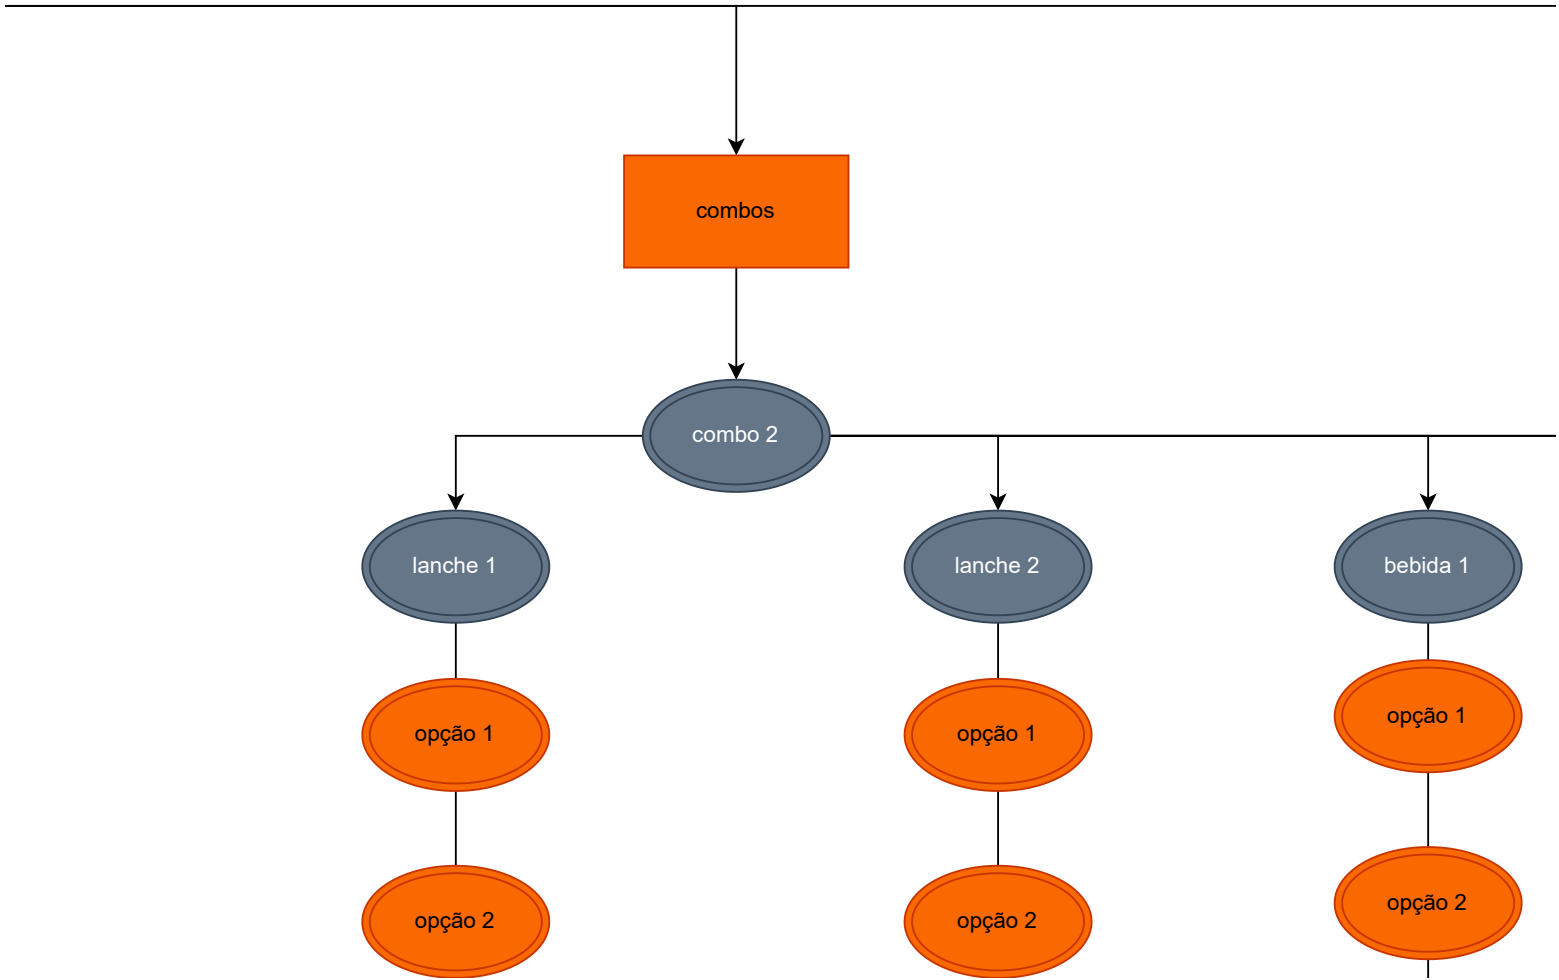 combos
combo 2
lanche 1
lanche 2
bebida 1
opção 1
opção 1
opção 1
opção 2
opção 2
opção 2